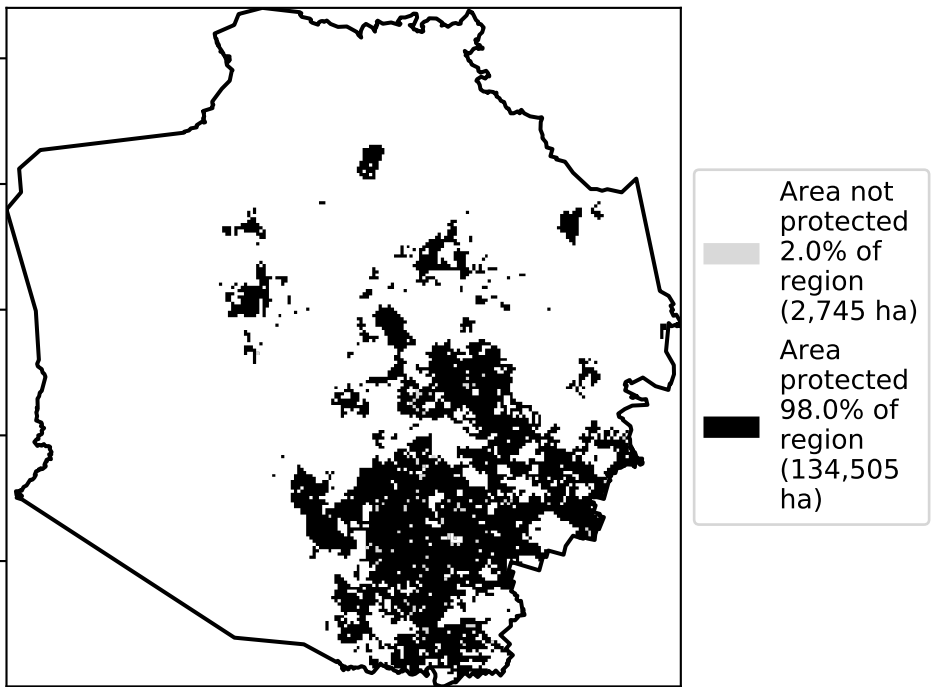 Area not
protected
2.0% of
region
(2,745 ha)
Area
protected
98.0% of
region
(134,505
ha)